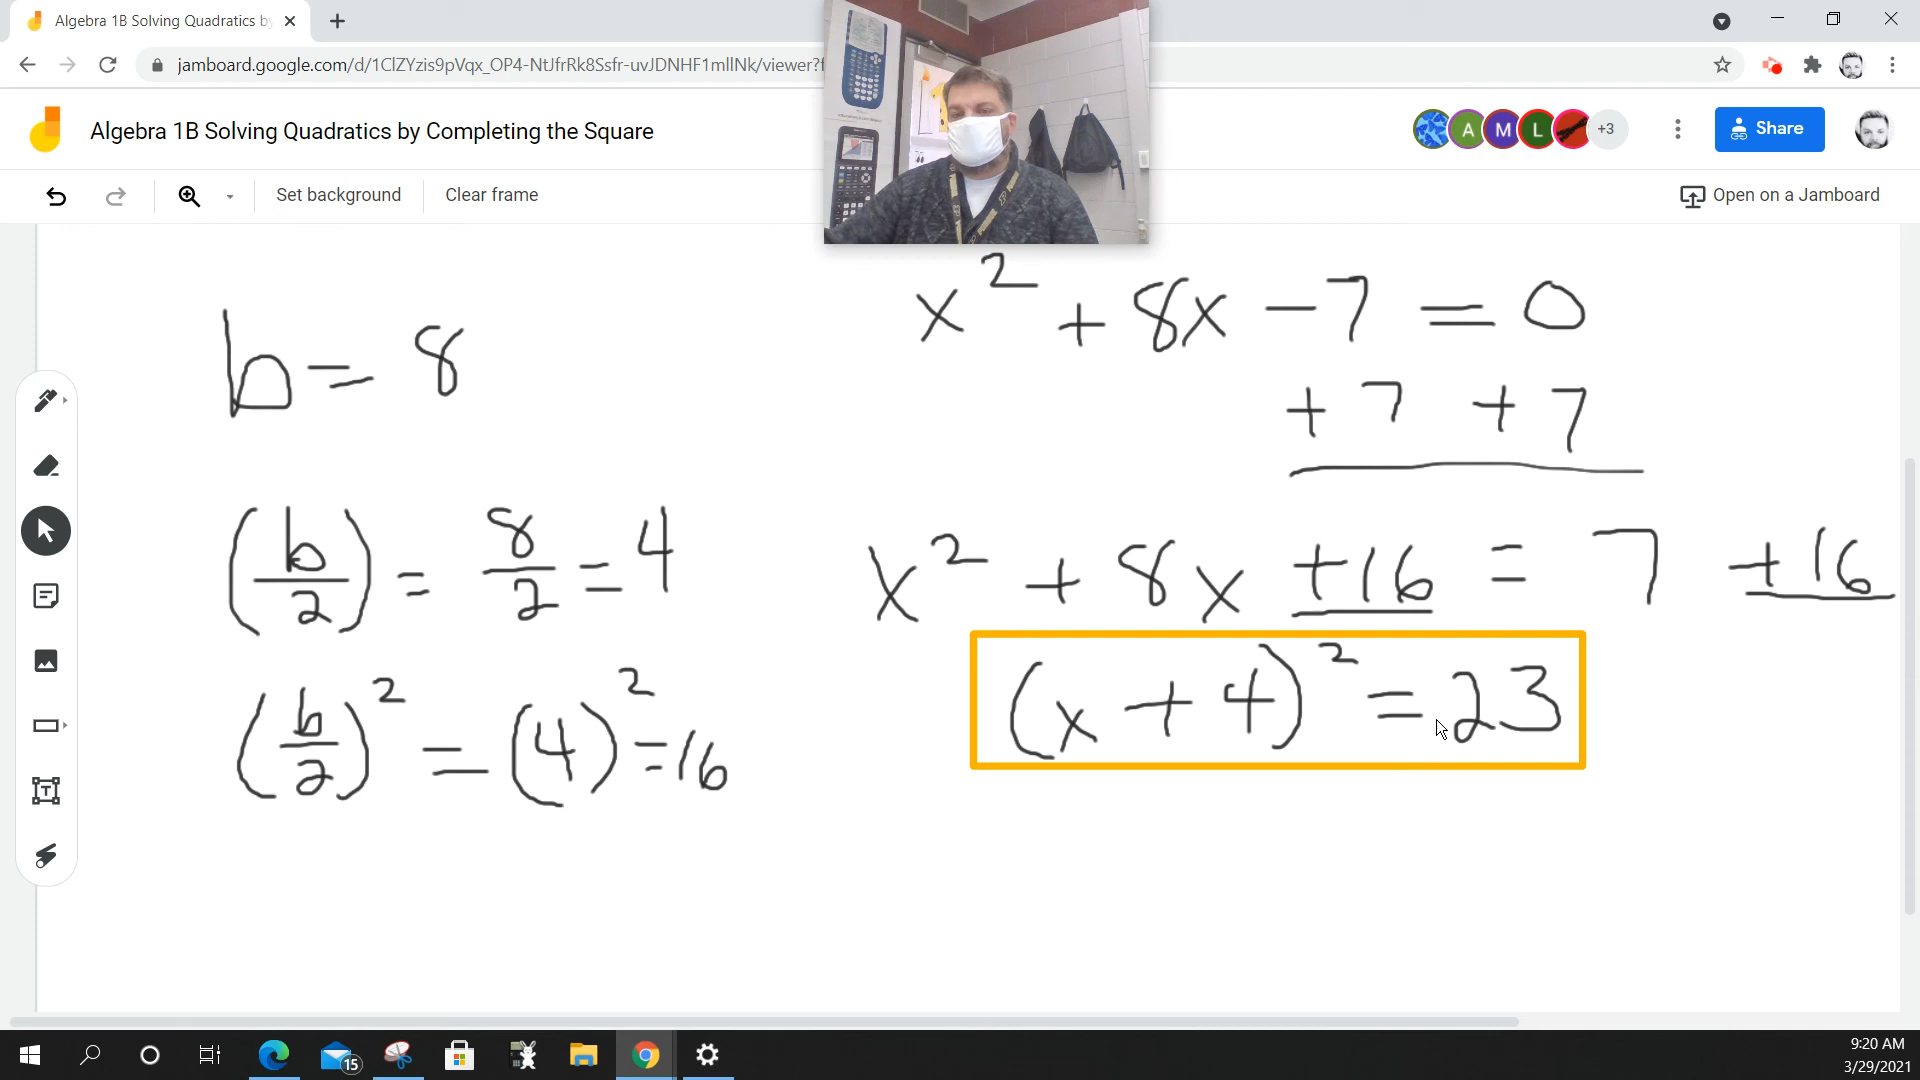 Algebra 1B Solving Quadratics by
jamboard.google.com/d/1ClZYzis9pVqx_OP4-NtJfrRk8Ssfr-uvJDNHF1mllNk/viewer?f
Algebra 1B Solving Quadratics by Completing the Square
A M L +3
Share
Set background
Clear frame
Open on a Jamboard
x² + 8x - 7 = 0
+ 7 + 7
x² + 8x + 16 = 7 + 16
(x + 4)² = 23
b = 8
(b/2) = 8/2 = 4
(b/2)² = (4)² = 16
15
9:20 AM
3/29/2021